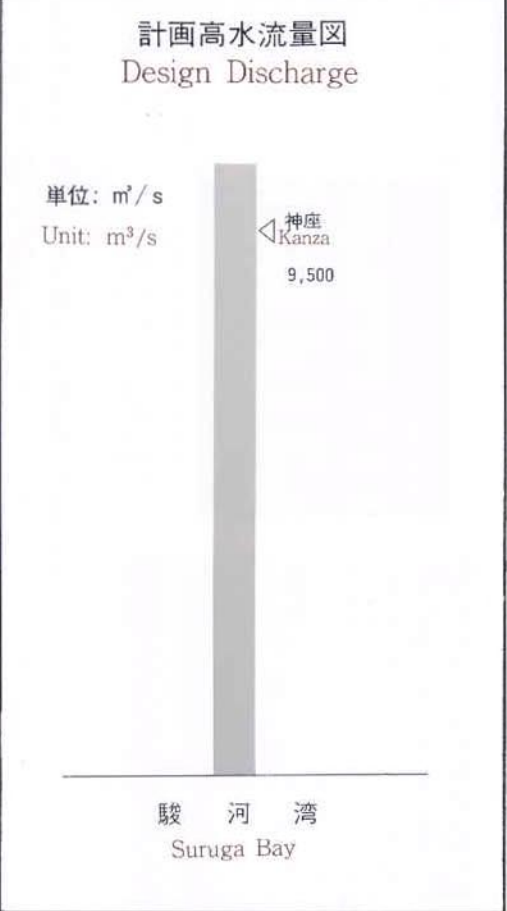 計画高水流量図
Design Discharge
単位: m³/s
Unit: m³/s
神座
Kanza
9,500
駿河湾
Suruga Bay